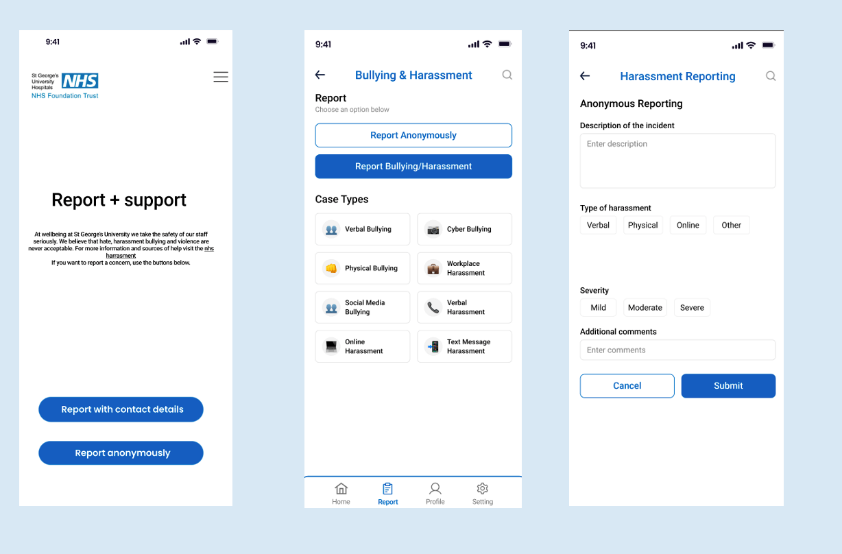 9:41
St George's
University
Hospitals
NHS
NHS Foundation Trust
Report + support
At wellbeing at St George's University we take the safety of our staff
seriously. We believe that hate, harassment bullying and violence are
never acceptable. For more information and sources of help visit the nhs
harrasment
If you want to report a concern, use the buttons below.
Report with contact details
Report anonymously
9:41
Bullying & Harassment
Report
Choose an option below
Report Anonymously
Report Bullying/Harassment
Case Types
Verbal Bullying
Cyber Bullying
Physical Bullying
Workplace
Harassment
Social Media
Bullying
Verbal
Harassment
Online
Harassment
Text Message
Harassment
Home
Report
Profile
Setting
9:41
Harassment Reporting
Anonymous Reporting
Description of the incident
Enter description
Type of harassment
Verbal
Physical
Online
Other
Severity
Mild
Moderate
Severe
Additional comments
Enter comments
Cancel
Submit